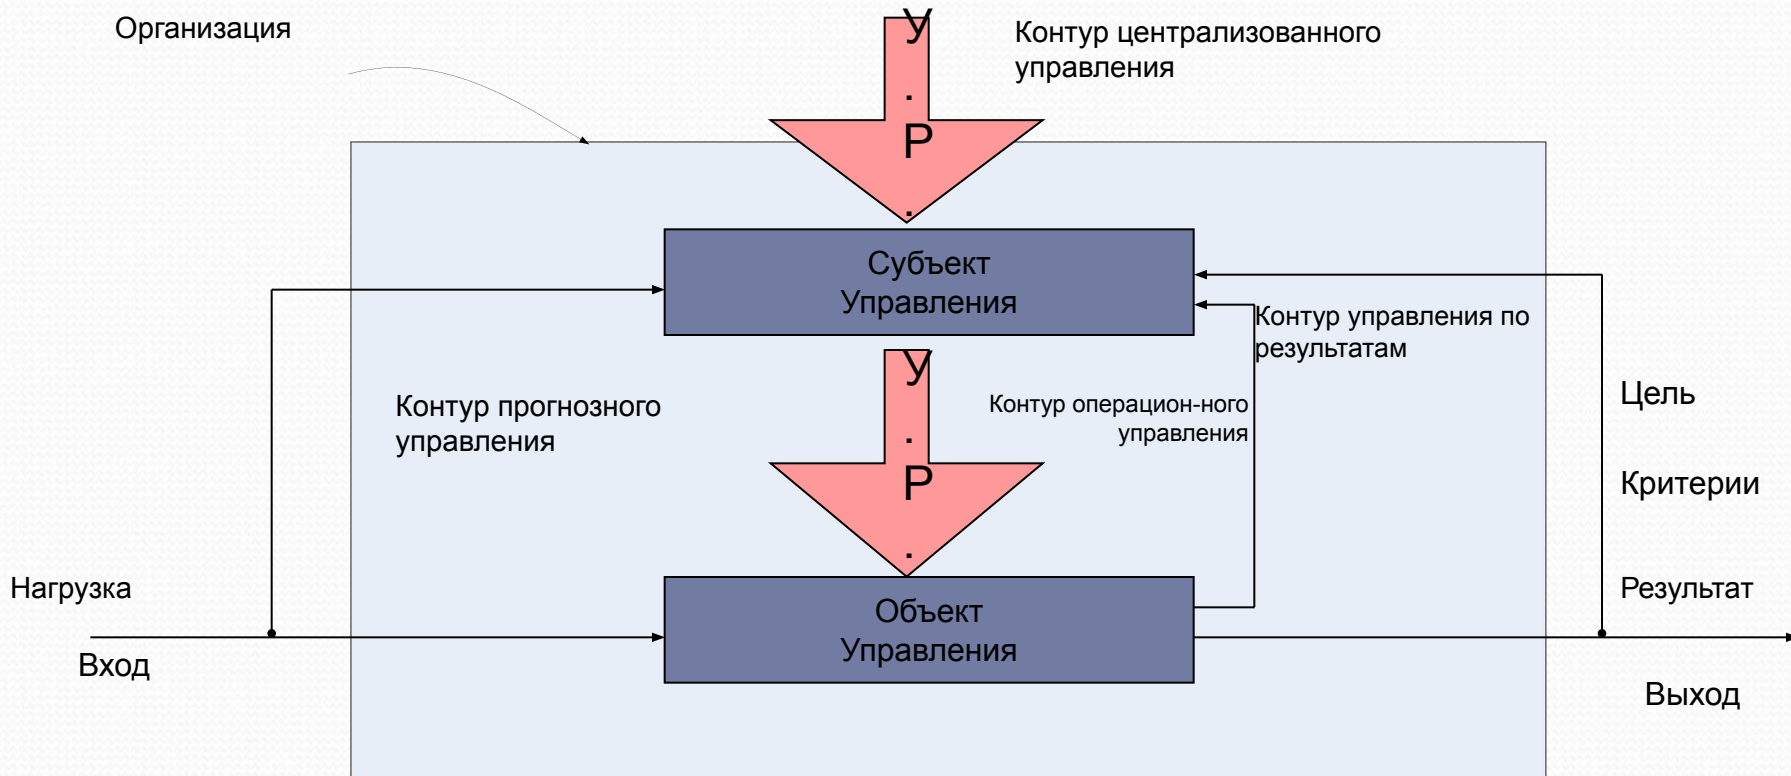 Организация
Контур централизованного
управления
У
.
Р
.
Субъект
Управления
Контур управления по
результатам
Контур прогнозного
управления
У
.
Р
.
Контур операцион-ного
управления
Цель
Критерии
Нагрузка
Результат
Объект
Управления
Вход
Выход